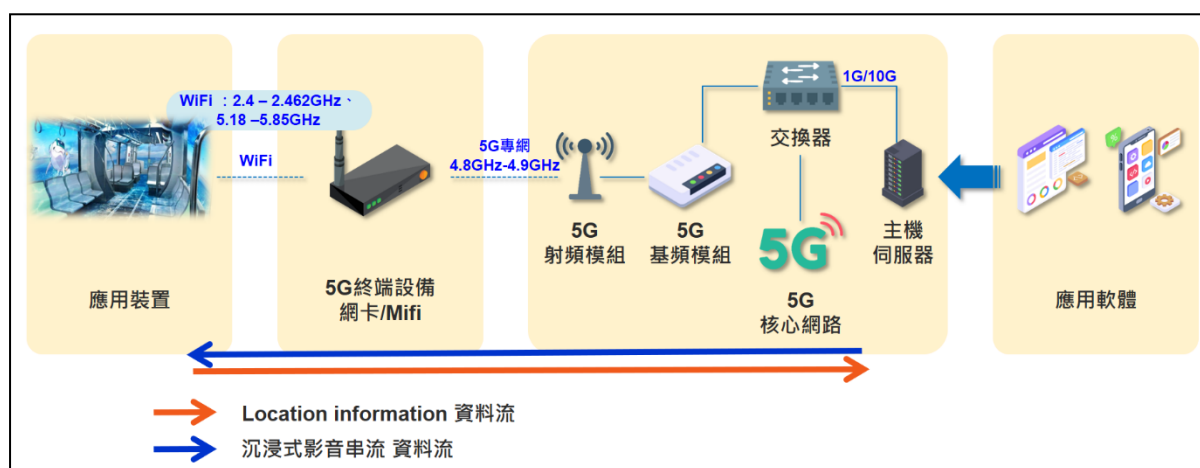 WiFi ：2.4 – 2.462GHz、
5.18 –5.85GHz
WiFi
應用裝置
5G終端設備
網卡/Mifi
5G專網
4.8GHz-4.9GHz
5G
射頻模組
5G
基頻模組
1G/10G
交換器
5G
5G
核心網路
主機
伺服器
應用軟體
Location information 資料流
沉浸式影音串流 資料流